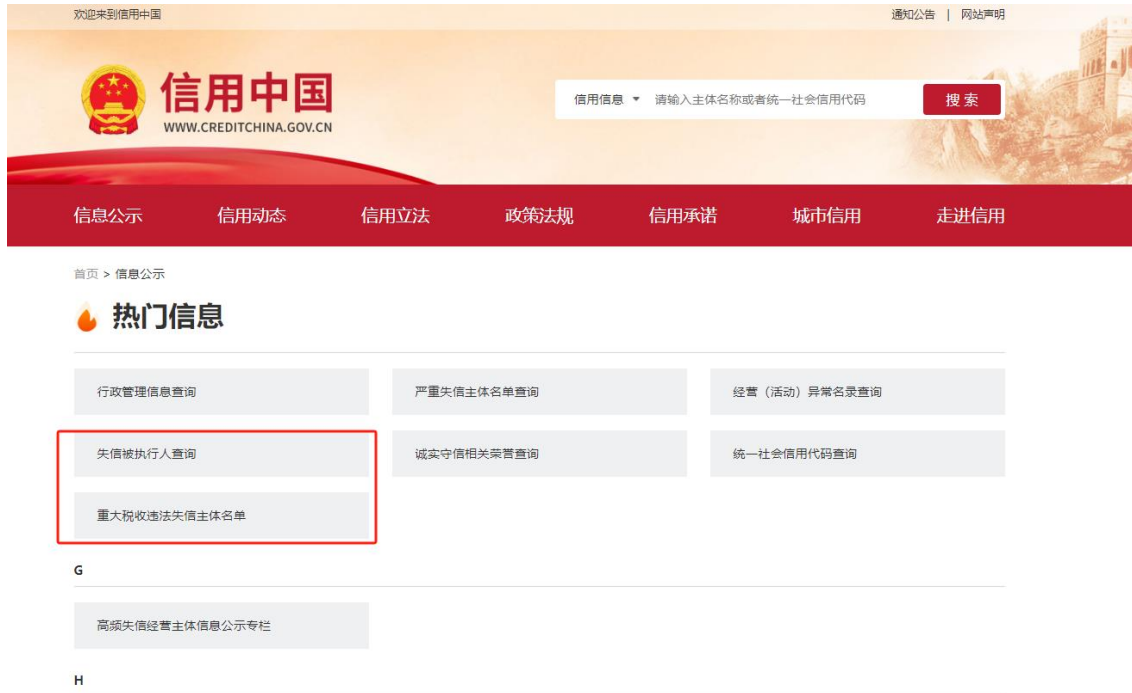 欢迎来到信用中国
通知公告 | 网站声明
信用中国
WWW.CREDITCHINA.GOV.CN
信用信息 请输入主体名称或者统一社会信用代码 搜索
信息公示 信用动态 信用立法 政策法规 信用承诺 城市信用 走进信用
首页 > 信息公示
热门信息
行政管理信息查询 严重失信主体名单查询 经营（活动）异常名录查询
失信被执行人查询 诚实守信相关荣誉查询 统一社会信用代码查询
重大税收违法失信主体名单
G
高频失信经营主体信息公示专栏
H